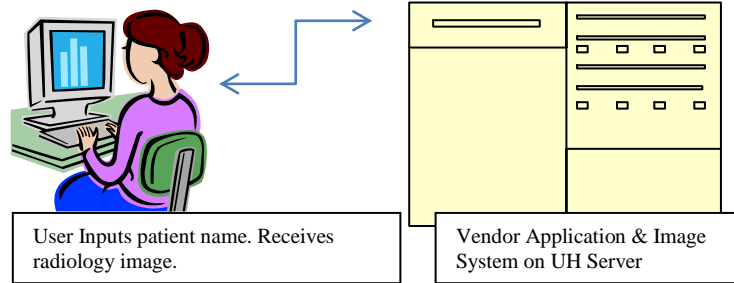 User Inputs patient name. Receives
radiology image.
Vendor Application & Image
System on UH Server